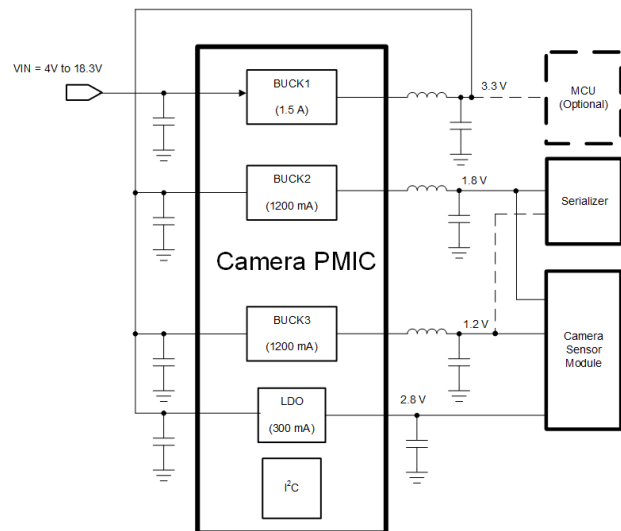 VIN = 4V to 18.3V
BUCK1
(1.5 A)
3.3 V
MCU
(Optional)
BUCK2
(1200 mA)
1.8 V
Serializer
Camera PMIC
BUCK3
(1200 mA)
1.2 V
Camera
Sensor
Module
LDO
(300 mA)
2.8 V
I²C